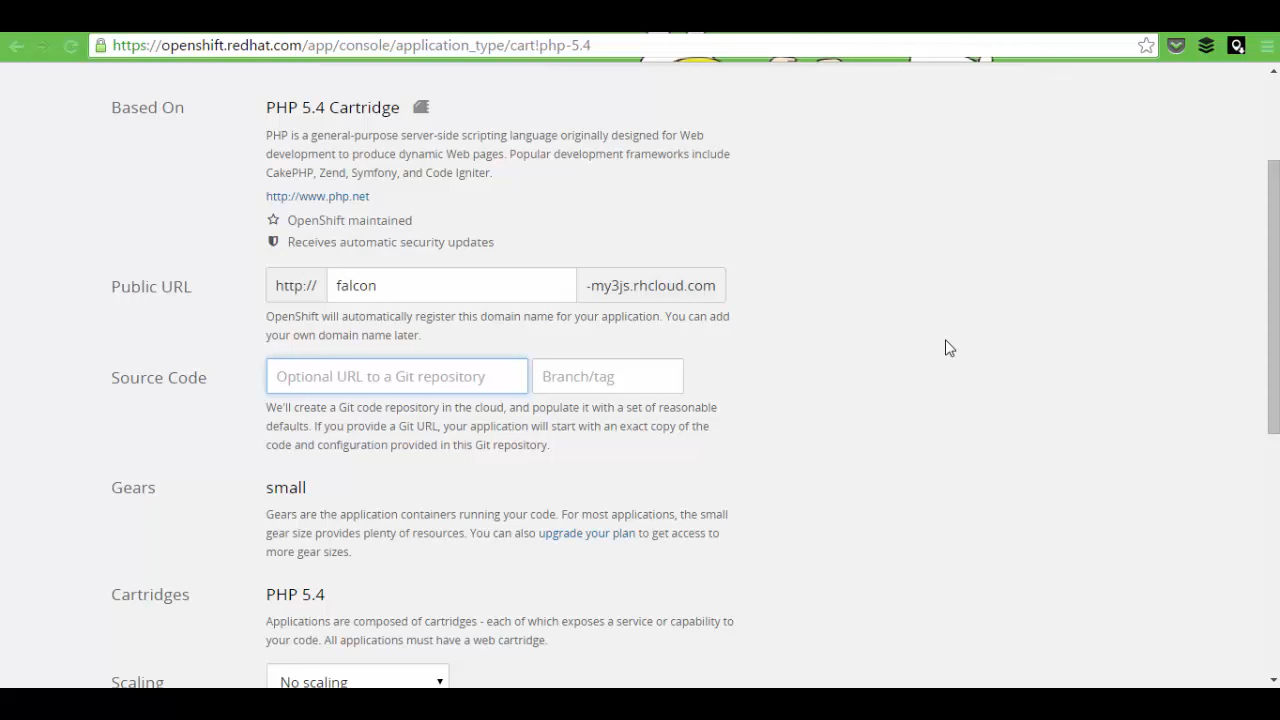 https://openshift.redhat.com/app/console/application_type/cart!php-5.4
Based On
PHP 5.4 Cartridge
PHP is a general-purpose server-side scripting language originally designed for Web
development to produce dynamic Web pages. Popular development frameworks include
CakePHP, Zend, Symfony, and Code Igniter.
http://www.php.net
OpenShift maintained
Receives automatic security updates
Public URL
http:// falcon -my3js.rhcloud.com
OpenShift will automatically register this domain name for your application. You can add
your own domain name later.
Source Code
Optional URL to a Git repository Branch/tag
We'll create a Git code repository in the cloud, and populate it with a set of reasonable
defaults. If you provide a Git URL, your application will start with an exact copy of the
code and configuration provided in this Git repository.
Gears
small
Gears are the application containers running your code. For most applications, the small
gear size provides plenty of resources. You can also upgrade your plan to get access to
more gear sizes.
Cartridges
PHP 5.4
Applications are composed of cartridges - each of which exposes a service or capability to
your code. All applications must have a web cartridge.
Scaling
No scaling